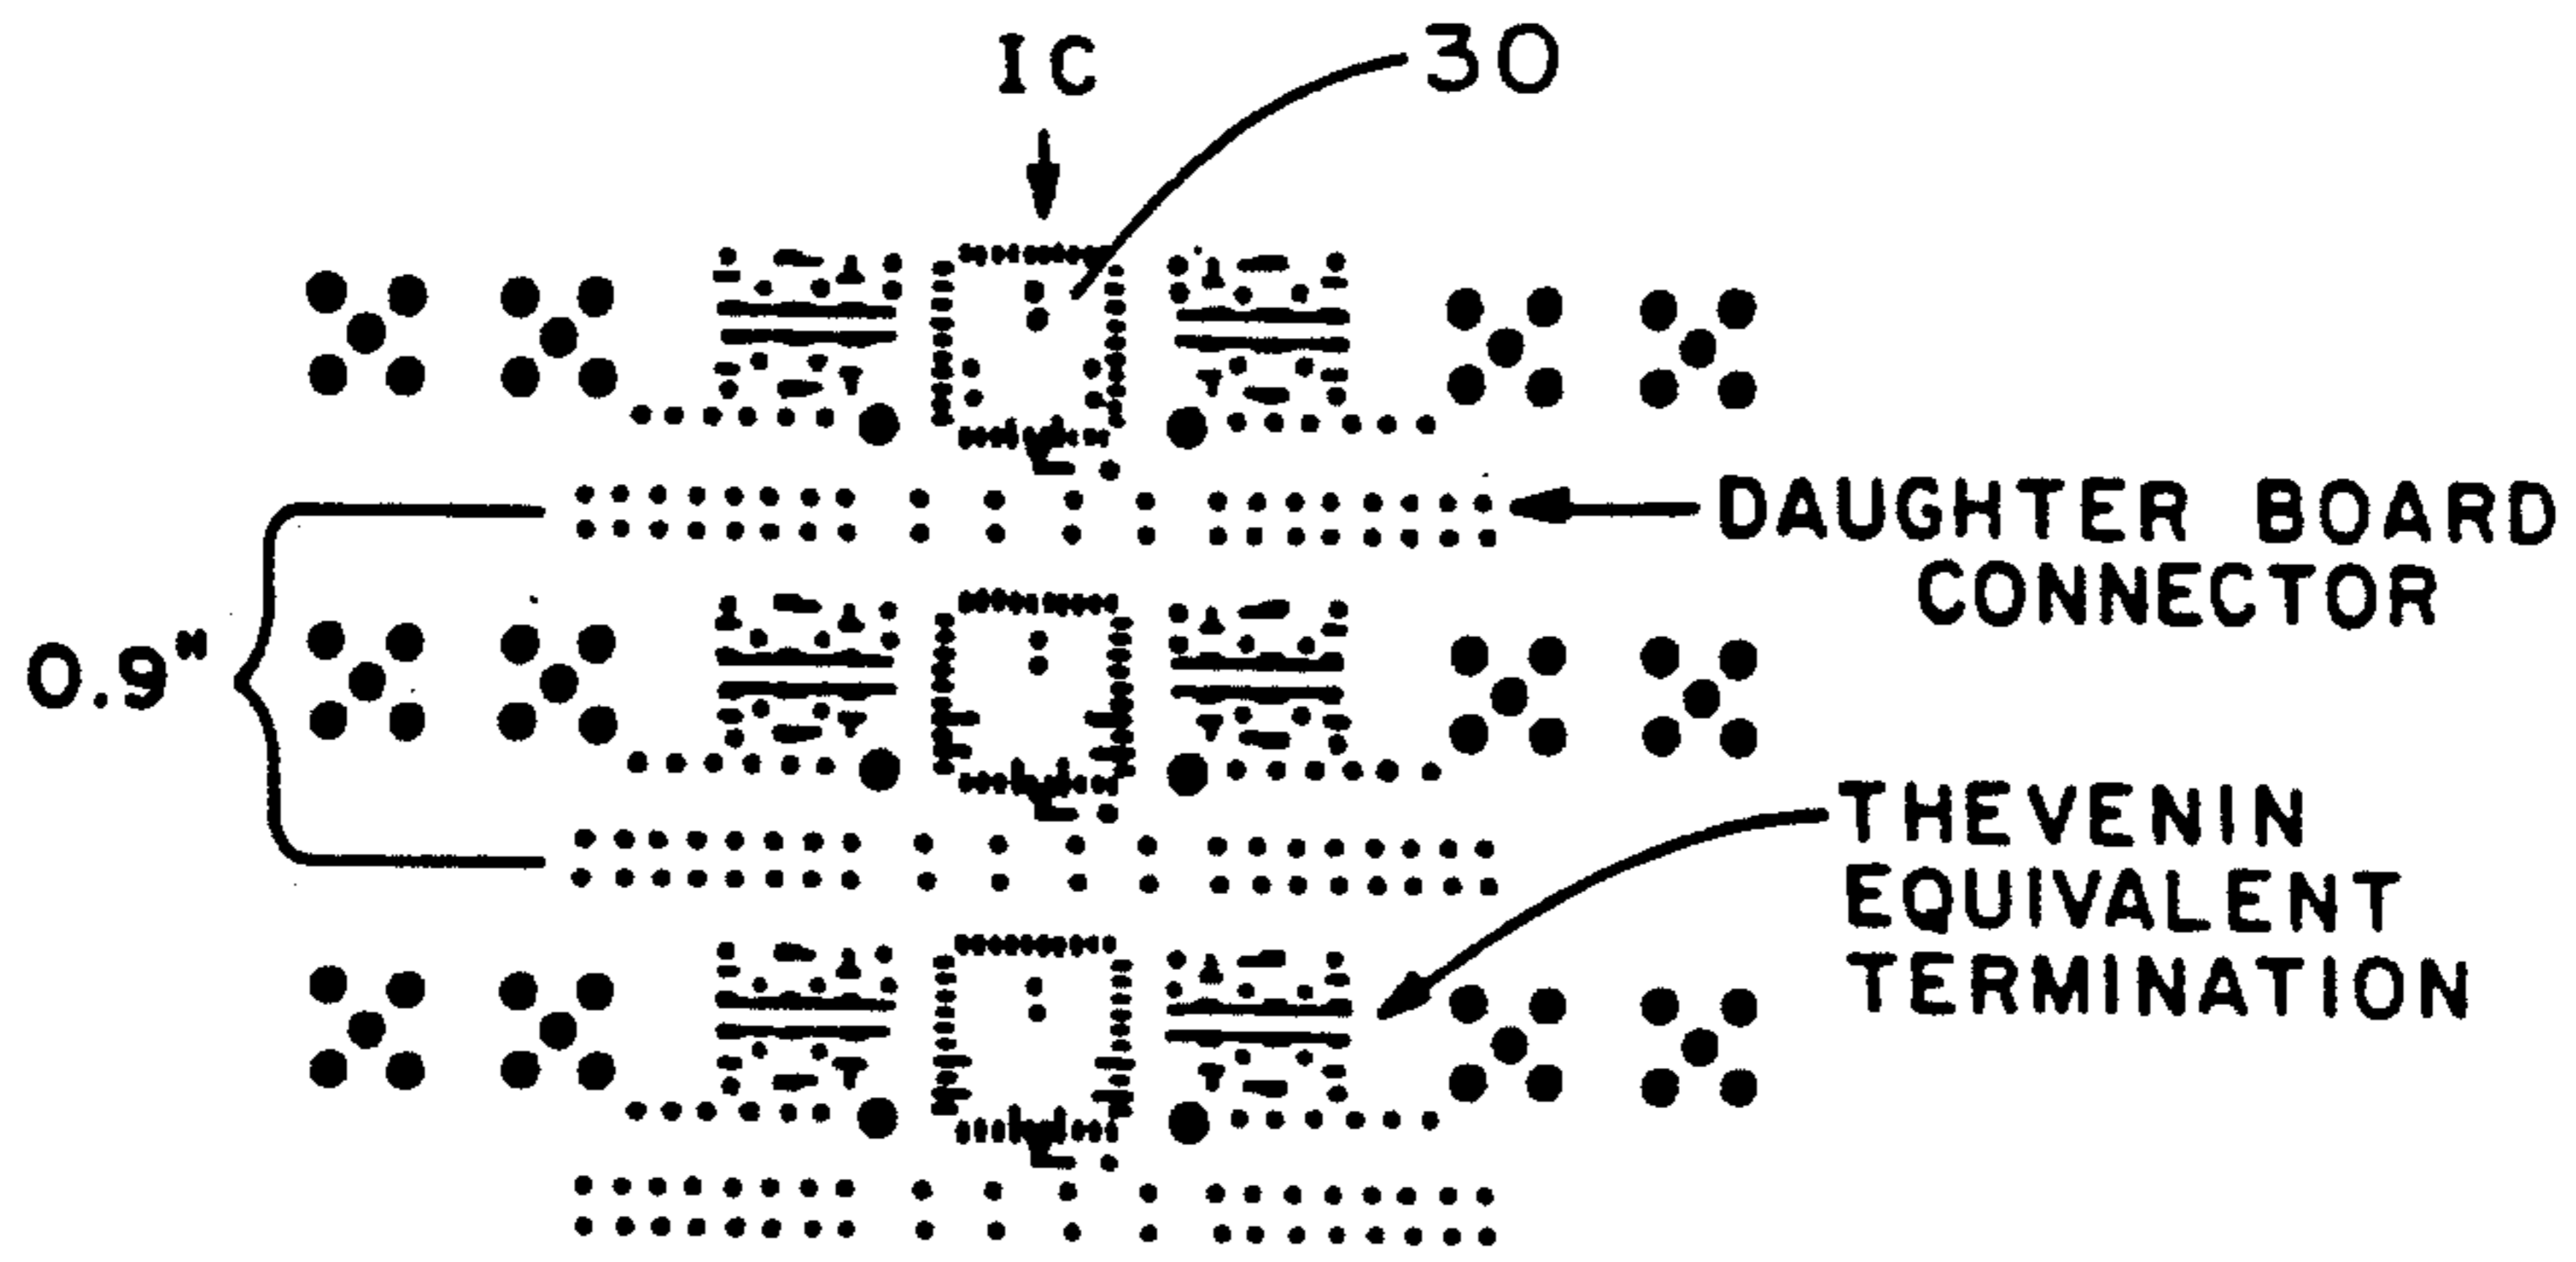 IC
30
DAUGHTER BOARD
CONNECTOR
0.9"
THEVENIN
EQUIVALENT
TERMINATION